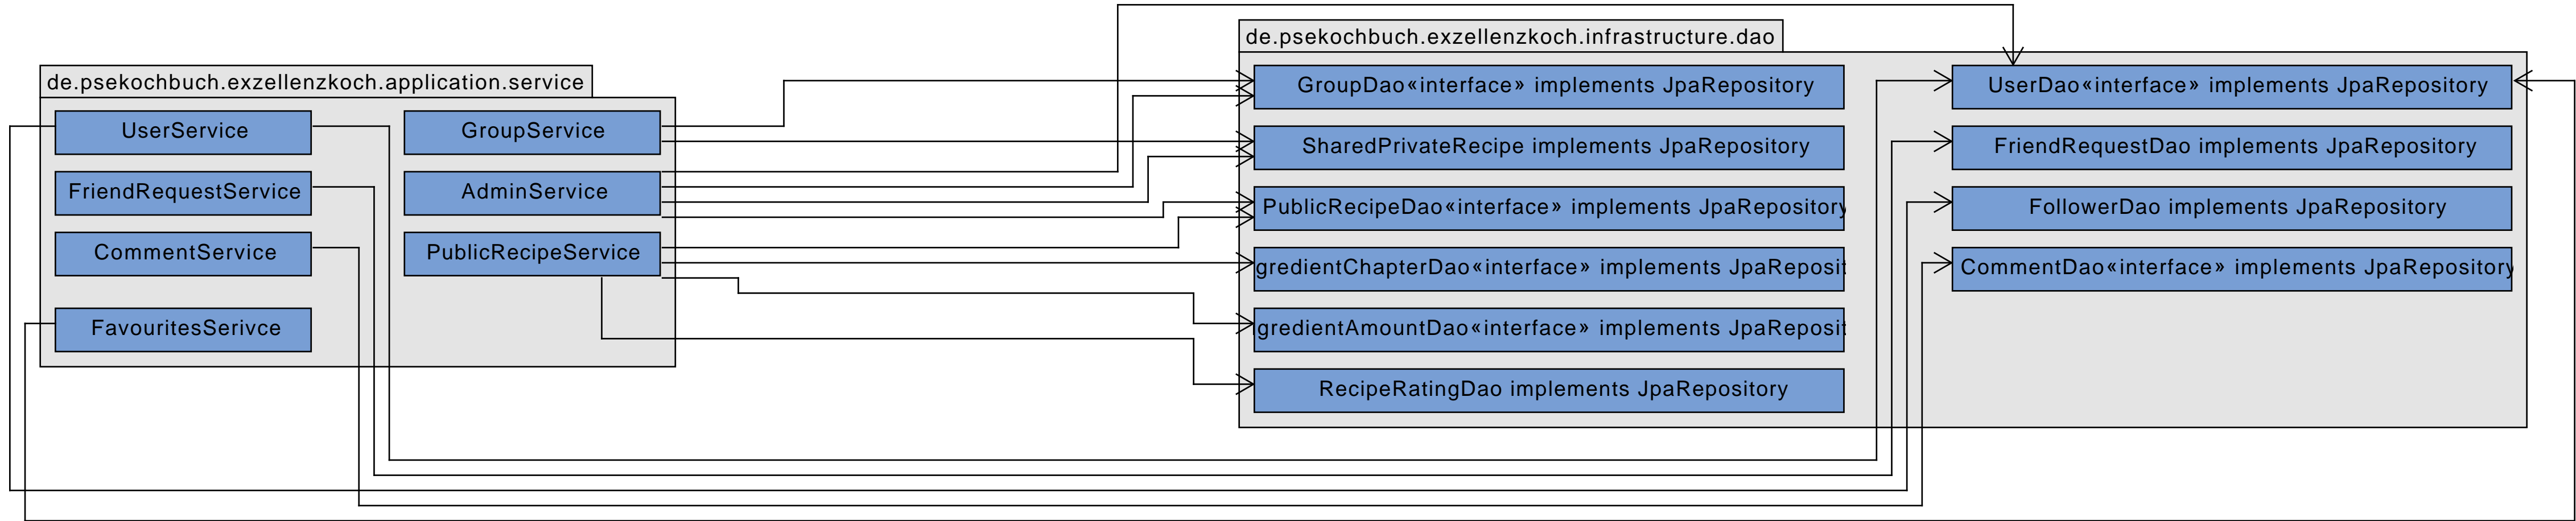 de.psekochbuch.exzellenzkoch.application.service
UserService
GroupService
FriendRequestService
AdminService
CommentService
PublicRecipeService
FavouritesSerivce
de.psekochbuch.exzellenzkoch.infrastructure.dao
GroupDao«interface» implements JpaRepository
UserDao«interface» implements JpaRepository
SharedPrivateRecipe implements JpaRepository
FriendRequestDao implements JpaRepository
PublicRecipeDao«interface» implements JpaRepository
FollowerDao implements JpaRepository
gredientChapterDao«interface» implements JpaReposit
CommentDao«interface» implements JpaRepository
gredientAmountDao«interface» implements JpaReposit
RecipeRatingDao implements JpaRepository